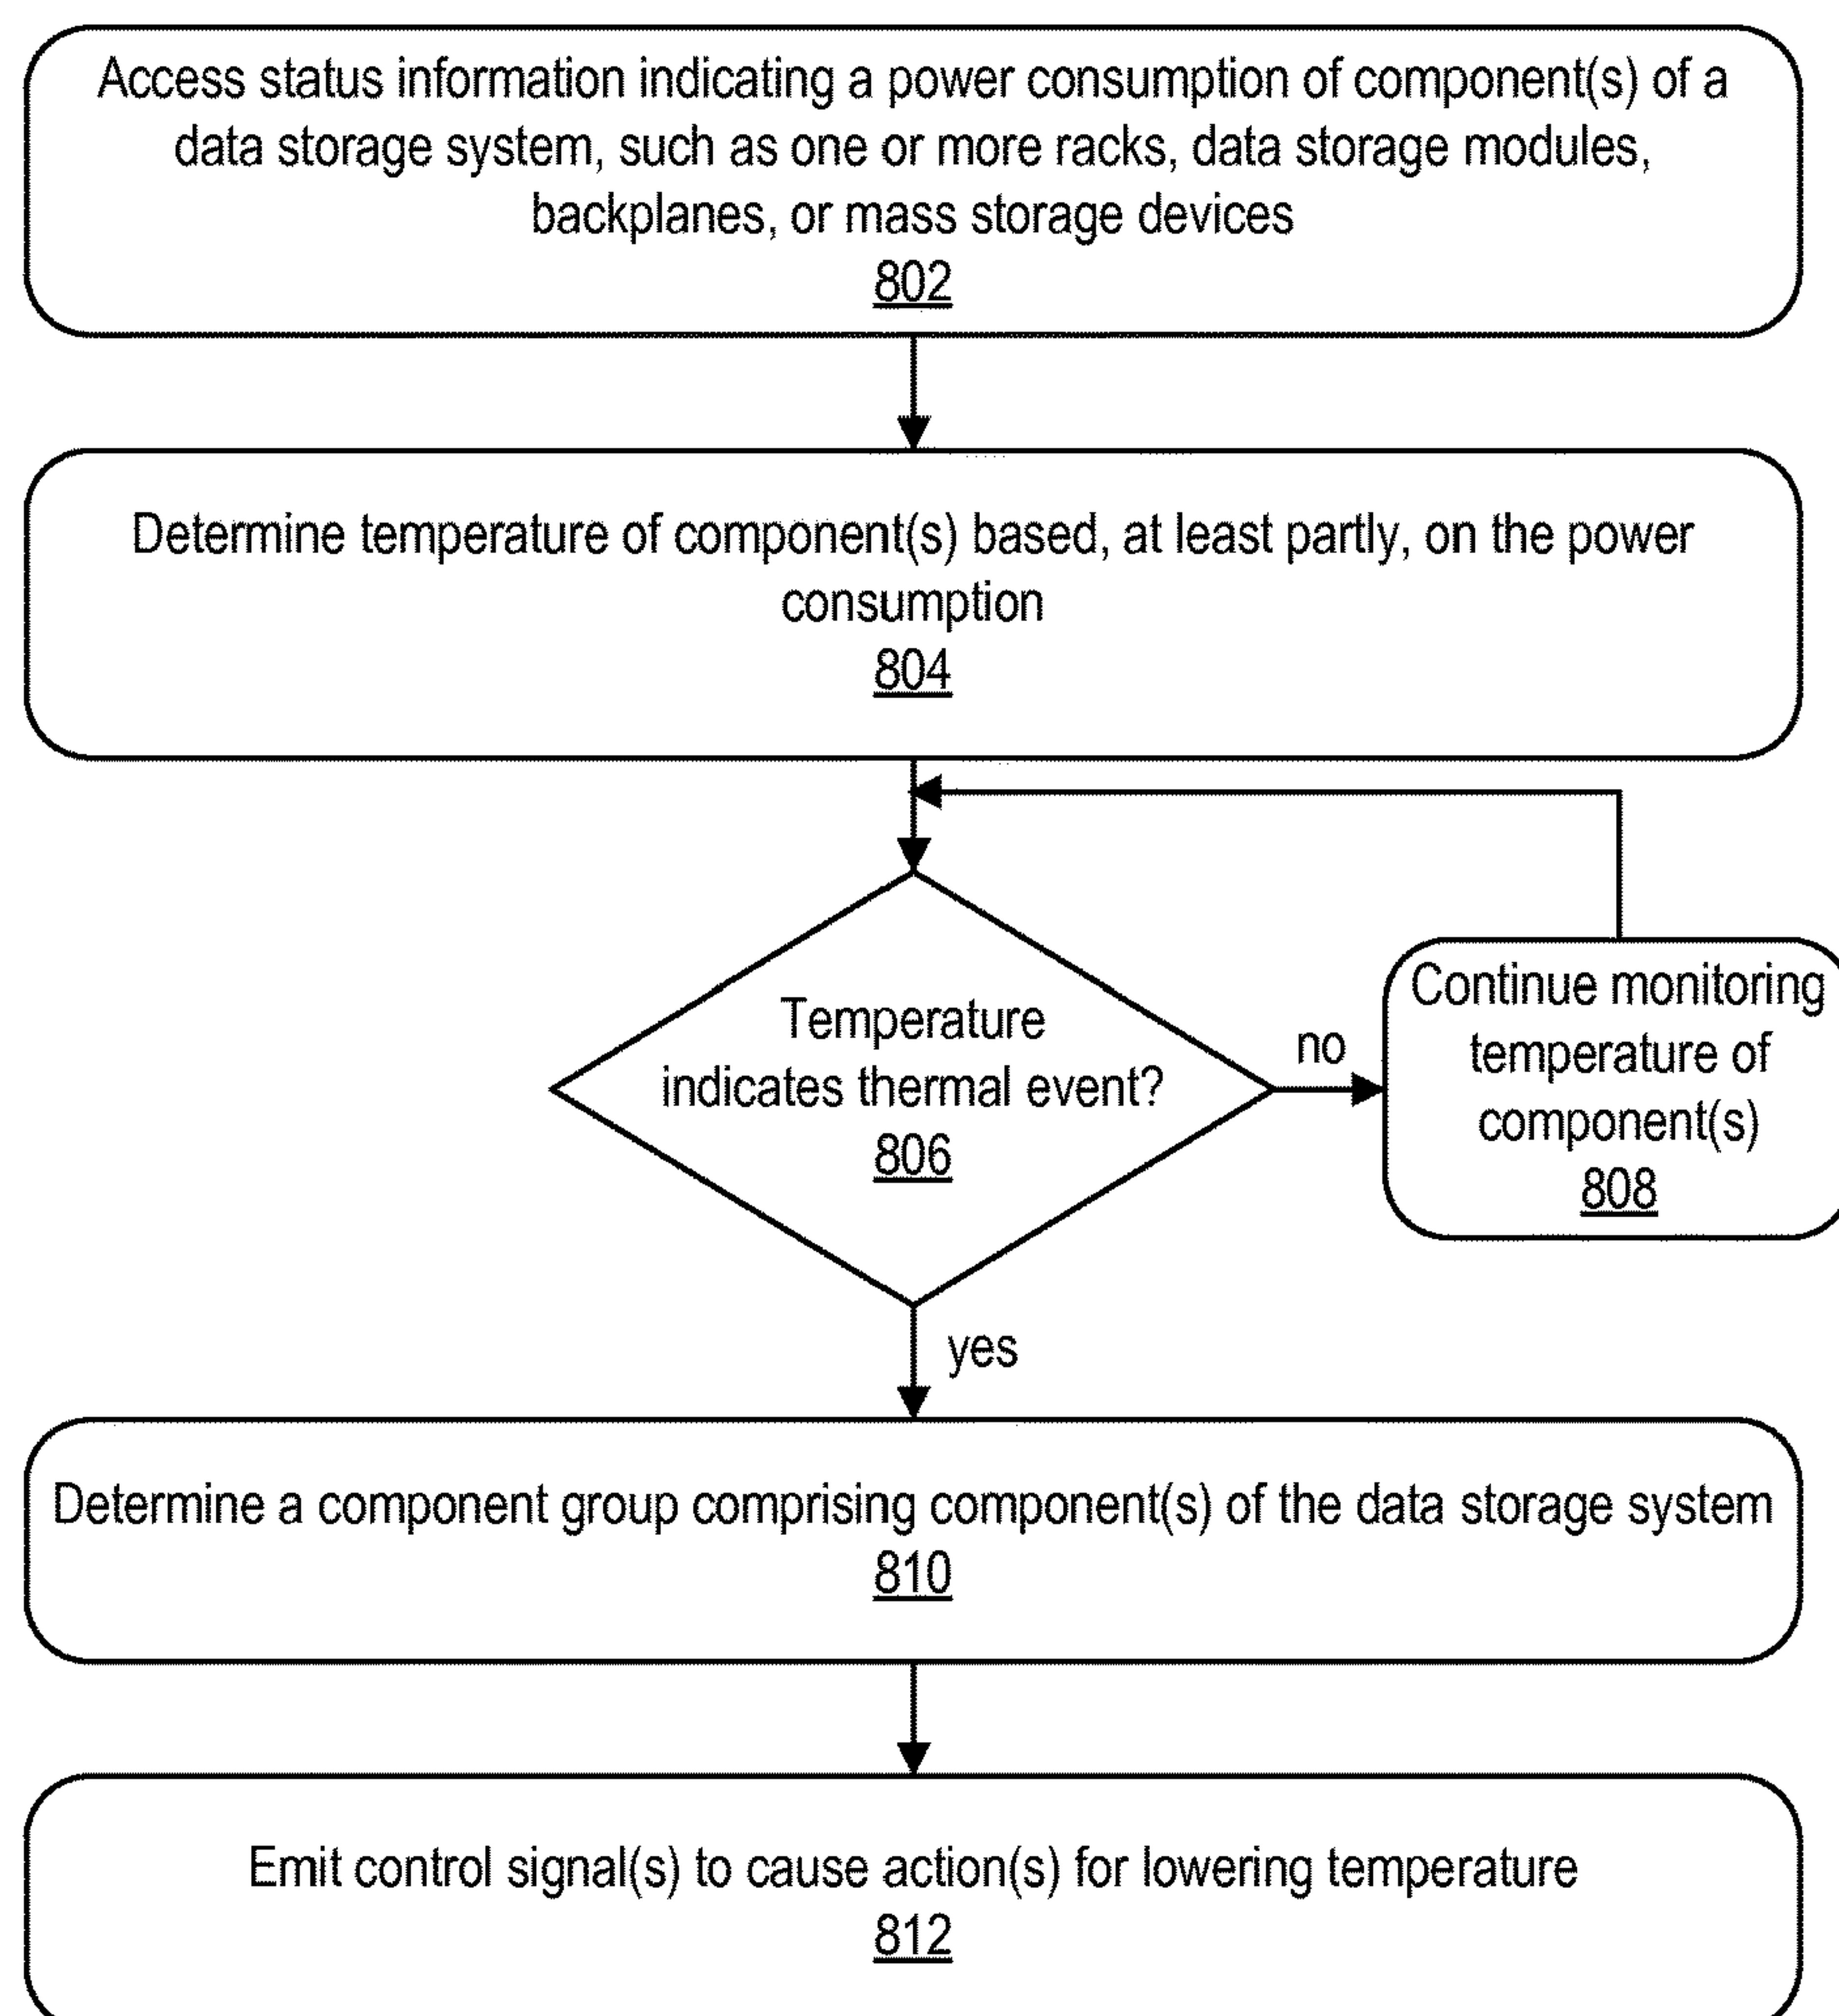 Access status information indicating a power consumption of component(s) of a
data storage system, such as one or more racks, data storage modules,
backplanes, or mass storage devices
802
Determine temperature of component(s) based, at least partly, on the power
consumption
804
Temperature
indicates thermal event?
806
no
Continue monitoring
temperature of
component(s)
808
yes
Determine a component group comprising component(s) of the data storage system
810
Emit control signal(s) to cause action(s) for lowering temperature
812